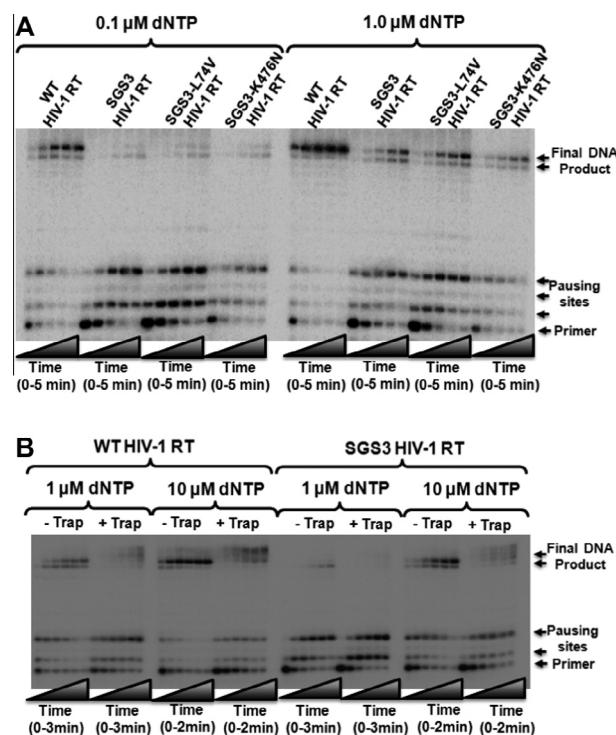 A
0.1 µM dNTP
1.0 µM dNTP
WT
HIV-1 RT
SGS3
HIV-1 RT
SGS3-L74V
HIV-1 RT
SGS3-K476N
HIV-1 RT
WT
HIV-1 RT
SGS3
HIV-1 RT
SGS3-L74V
HIV-1 RT
SGS3-K476N
HIV-1 RT
Final DNA
Product
Pausing
sites
Primer
Time Time Time Time Time Time Time Time
(0-5 min) (0-5 min) (0-5 min) (0-5 min) (0-5 min) (0-5 min) (0-5 min) (0-5 min)
B
WT HIV-1 RT
SGS3 HIV-1 RT
1 µM dNTP 10 µM dNTP 1 µM dNTP 10 µM dNTP
- Trap + Trap - Trap + Trap - Trap + Trap - Trap + Trap
Final DNA
Product
Pausing
sites
Primer
Time Time Time Time Time Time Time Time
(0-3min) (0-3min) (0-2min) (0-2min) (0-3min) (0-3min) (0-2min) (0-2min)